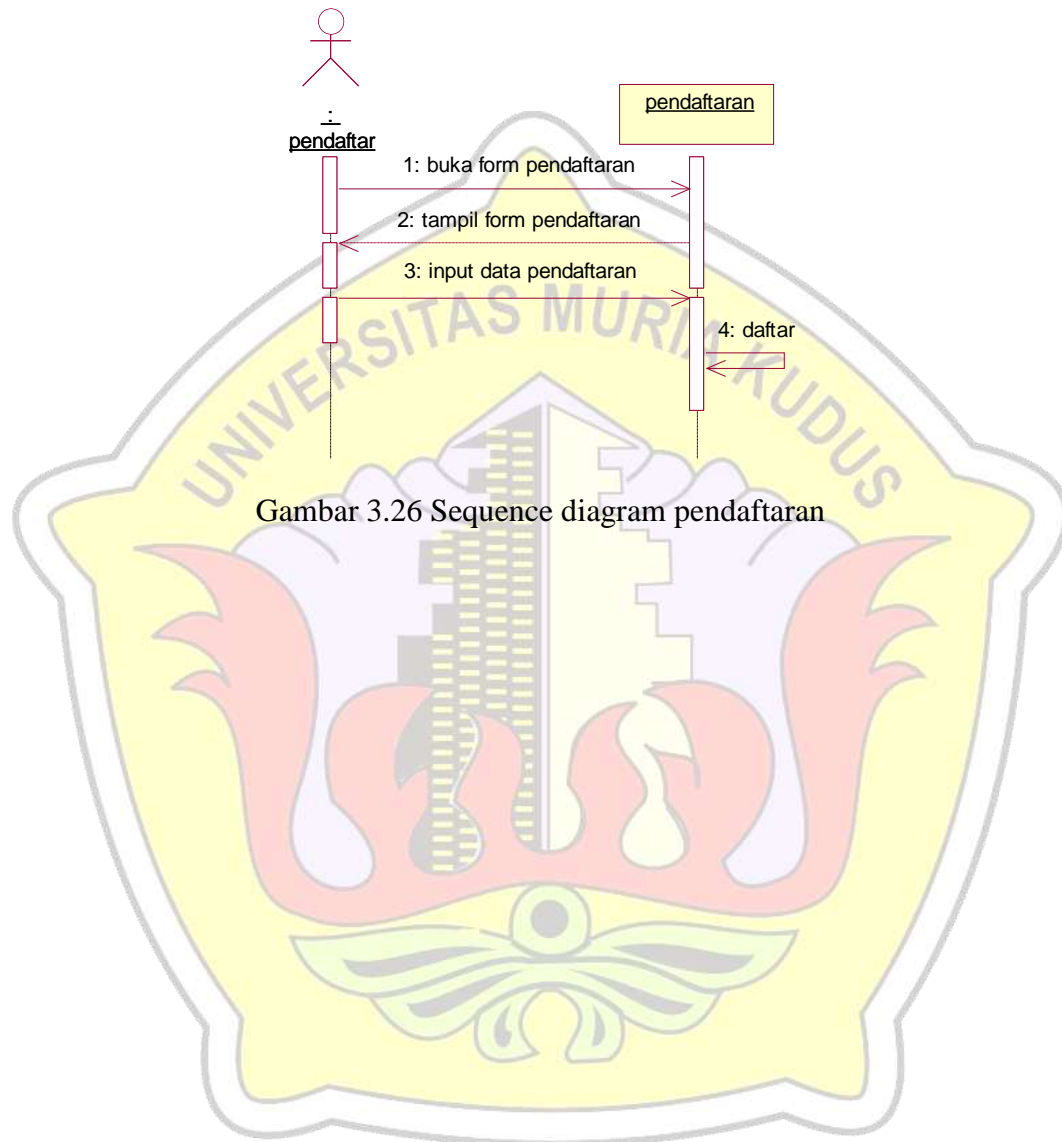 :
pendaftar
pendaftaran
1: buka form pendaftaran
2: tampil form pendaftaran
3: input data pendaftaran
4: daftar
UNIVERSITAS MURIA KUDUS
Gambar 3.26 Sequence diagram pendaftaran